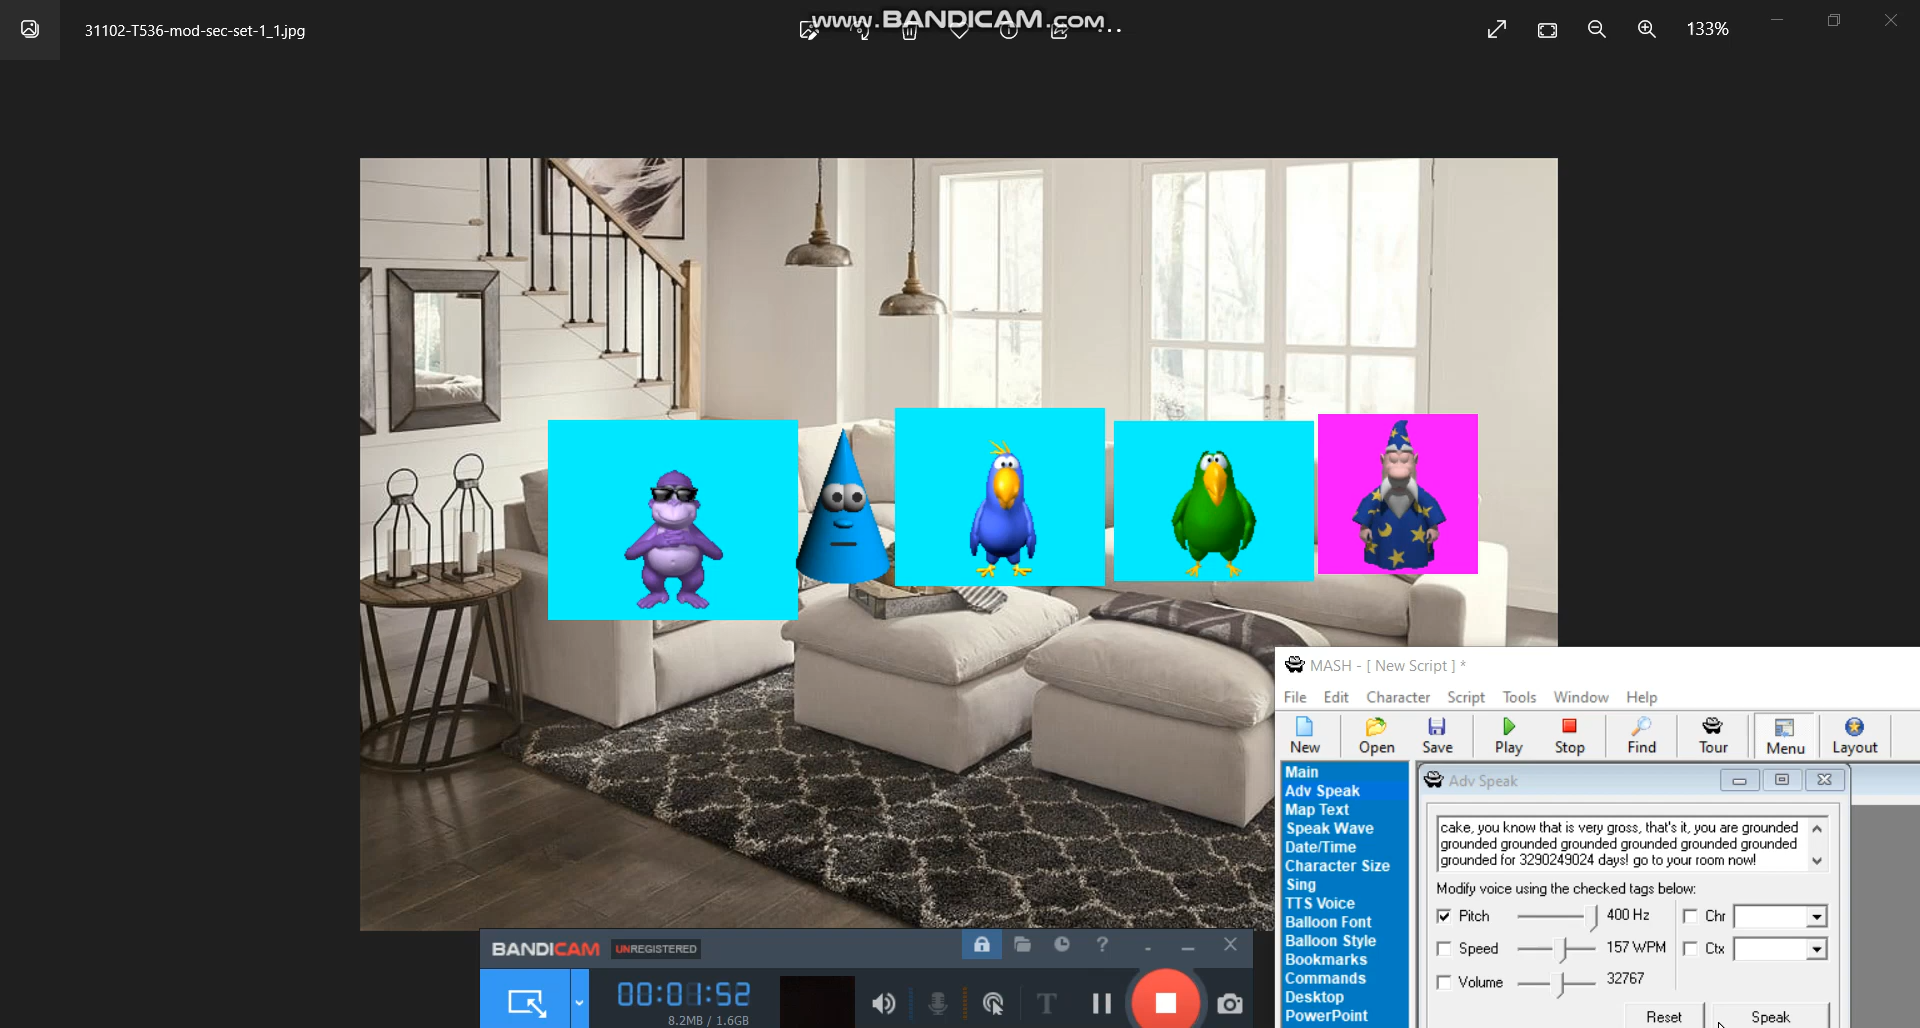 31102-T536-mod-sec-set-1_1.jpg
www.BANDICAM.COM
133%
MASH - [ New Script ] *
File Edit Character Script Tools Window Help
New Open Save Play Stop Find Tour Menu Layout
Main
Adv Speak
Map Text
Speak Wave
Date/Time
Character Size
Sing
TTS Voice
Balloon Font
Balloon Style
Bookmarks
Commands
Desktop
PowerPoint
Adv Speak
cake, you know that is very gross, that's it, you are grounded
grounded grounded grounded grounded grounded grounded
grounded for 3290249024 days! go to your room now!
Modify voice using the checked tags below:
Pitch 400 Hz Chr
Speed 157 WPM Ctx
Volume 32767
Reset Speak
BANDICAM UNREGISTERED
00:01:52
8.2MB / 1.6GB